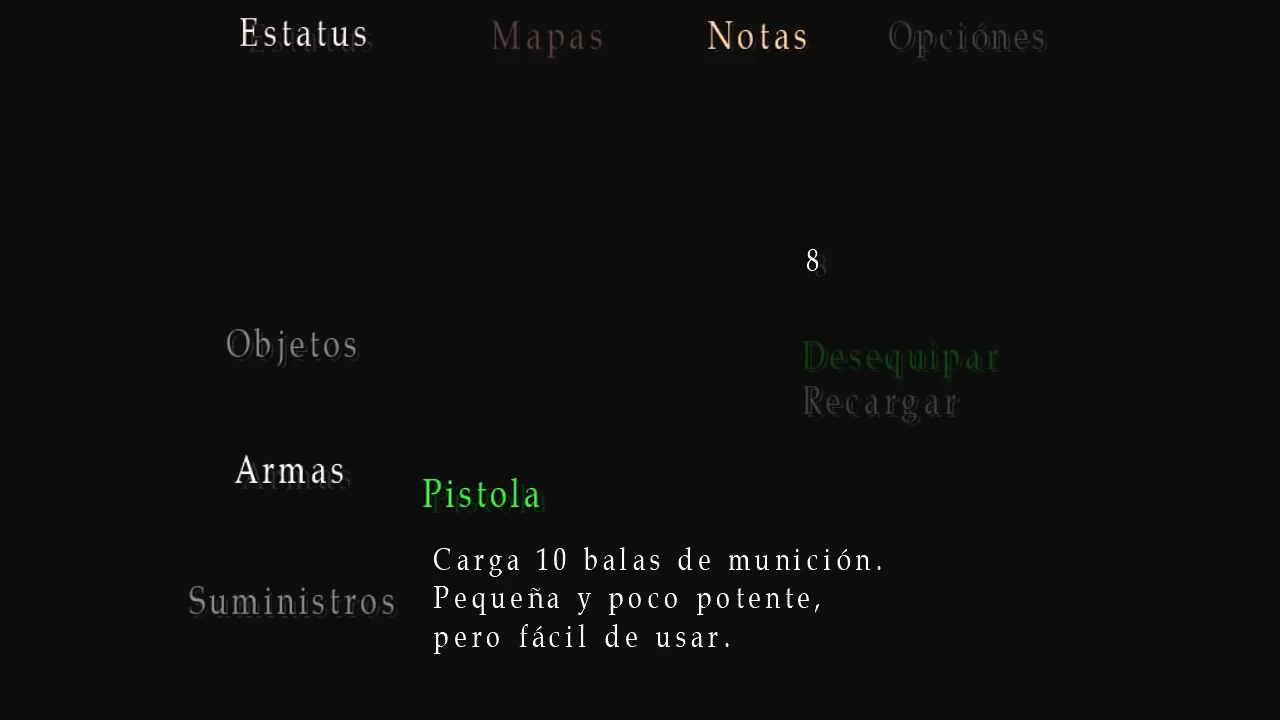 Estatus Mapas Notas Opciónes
8
Objetos
Desequipar
Recargar
Armas
Pistola
Carga 10 balas de munición.
Pequeña y poco potente,
Suministros
pero fácil de usar.